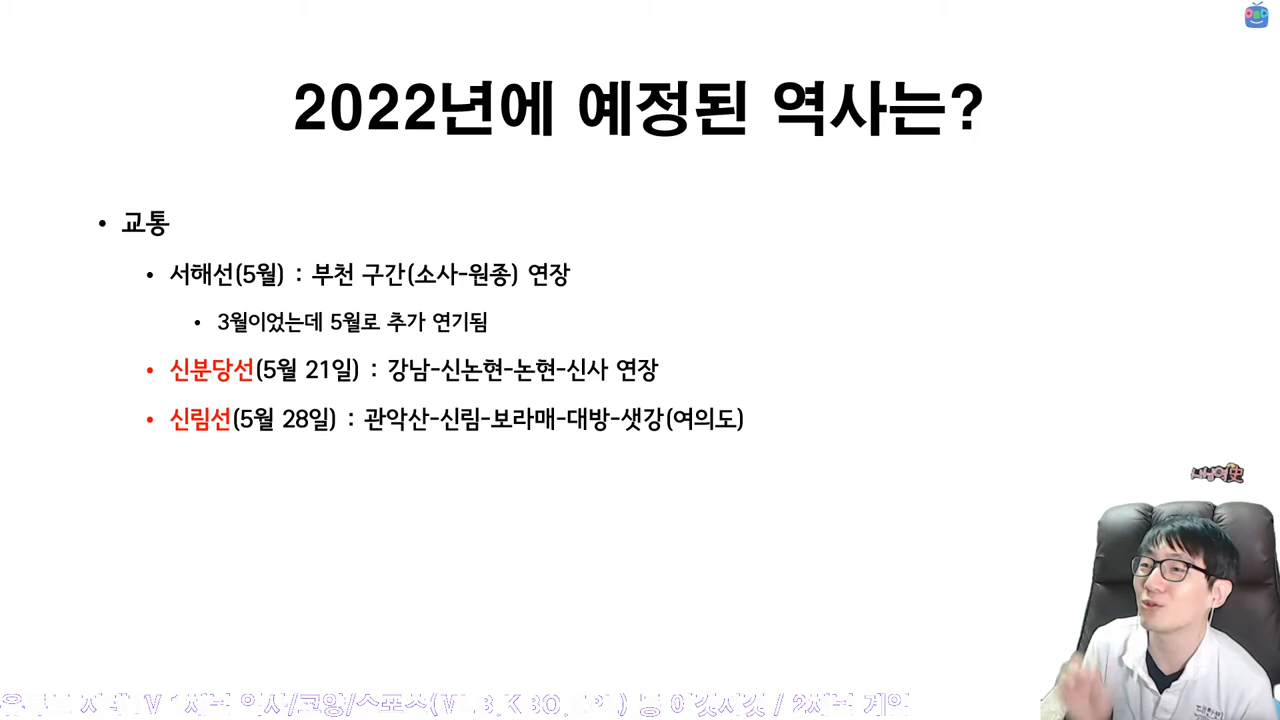 2022년에 예정된 역사는?
• 교통
• 서해선(5월) : 부천 구간(소사-원종) 연장
• 3월이었는데 5월로 추가 연기됨
• 신분당선(5월 21일) : 강남-신논현-논현-신사 연장
• 신림선(5월 28일) : 관악산-신림-보라매-대방-샛강(여의도)